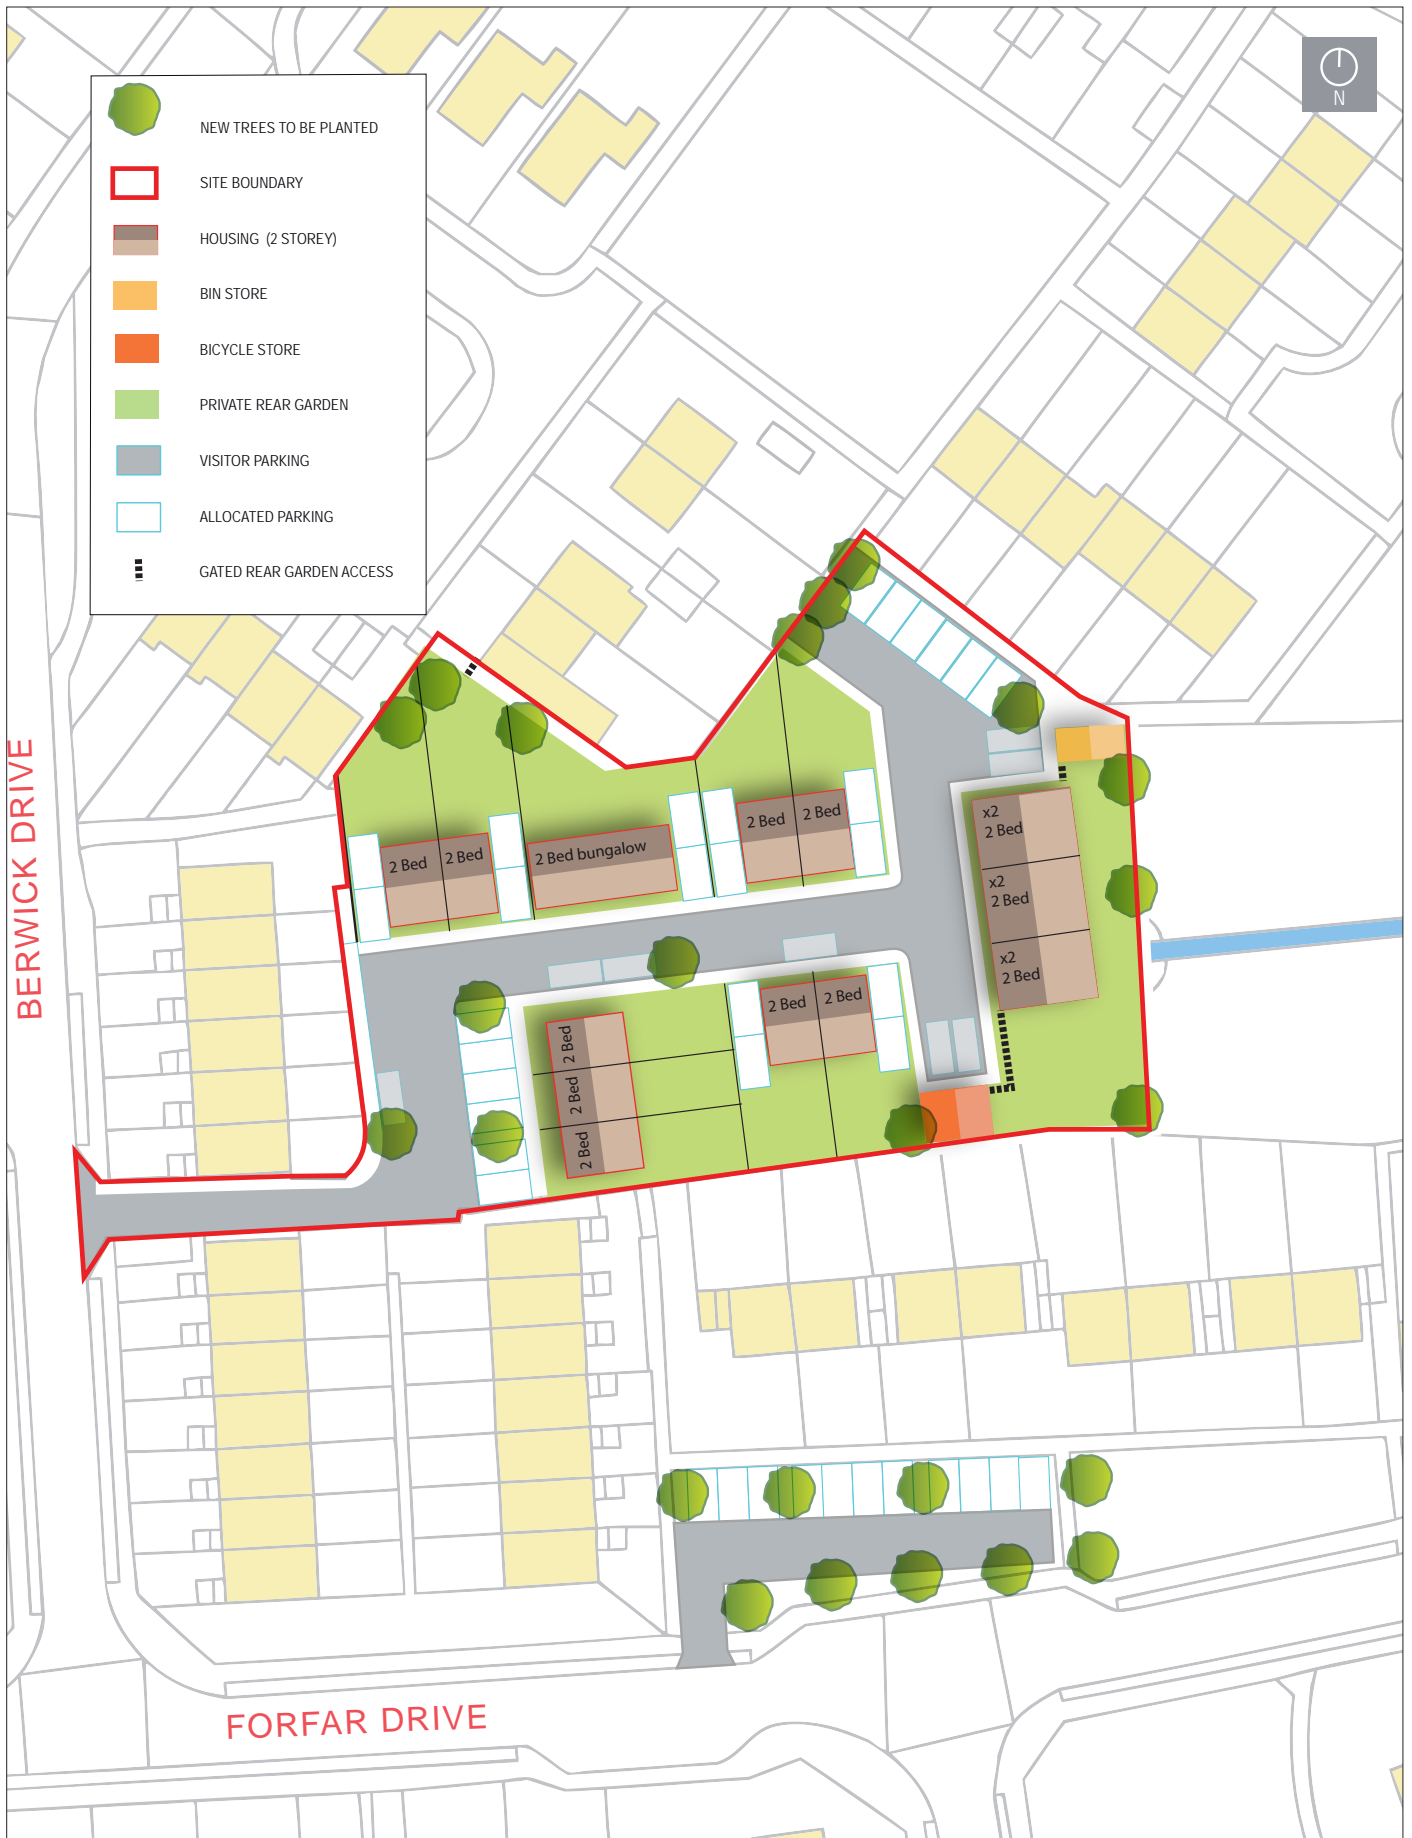 N
NEW TREES TO BE PLANTED
SITE BOUNDARY
HOUSING (2 STOREY)
BIN STORE
BICYCLE STORE
PRIVATE REAR GARDEN
VISITOR PARKING
ALLOCATED PARKING
GATED REAR GARDEN ACCESS
BERWICK DRIVE
2 Bed
2 Bed
2 Bed bungalow
2 Bed
2 Bed
x2
2 Bed
x2
2 Bed
x2
2 Bed
2 Bed
2 Bed
2 Bed
2 Bed
2 Bed
FORFAR DRIVE